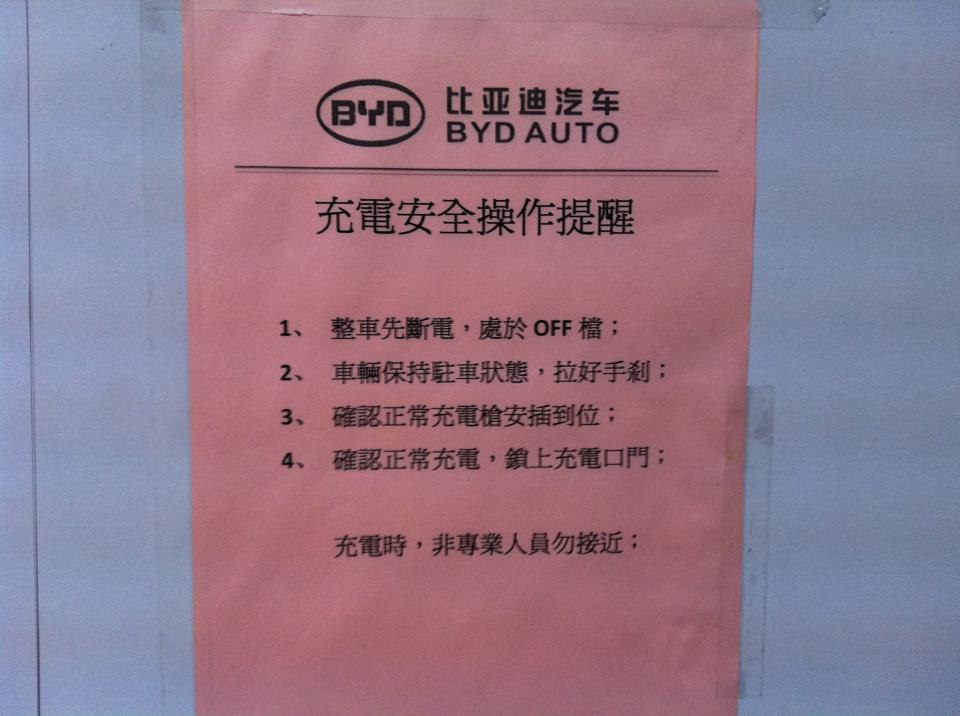 BYD 比亚迪汽车
BYD AUTO
充電安全操作提醒
1、 整車先斷電，處於 OFF 檔；
2、 車輛保持駐車狀態，拉好手剎；
3、 確認正常充電槍安插到位；
4、 確認正常充電，鎖上充電口門；
充電時，非專業人員勿接近；